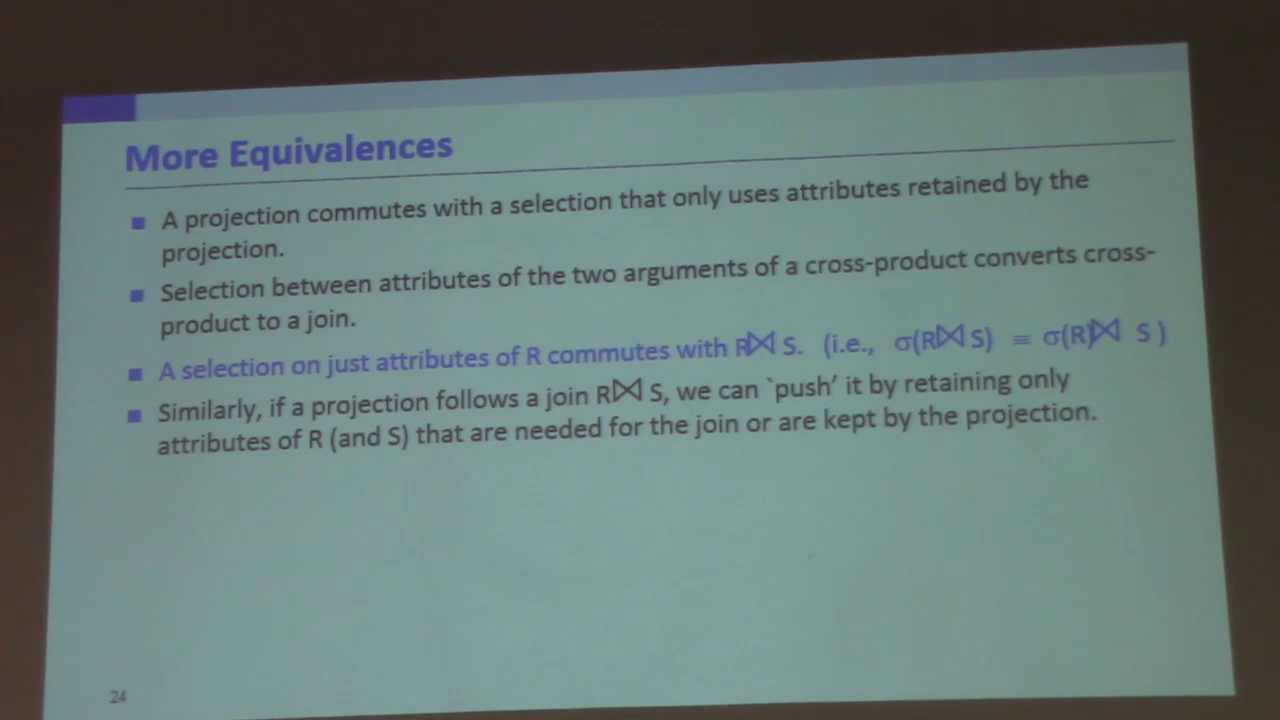 More Equivalences
■ A projection commutes with a selection that only uses attributes retained by the
projection.
■ Selection between attributes of the two arguments of a cross-product converts cross-
product to a join.
■ A selection on just attributes of R commutes with R⋈ S. (i.e., σ(R⋈ S) ≡ σ(R)⋈ S )
■ Similarly, if a projection follows a join R⋈ S, we can `push’ it by retaining only
attributes of R (and S) that are needed for the join or are kept by the projection.
24